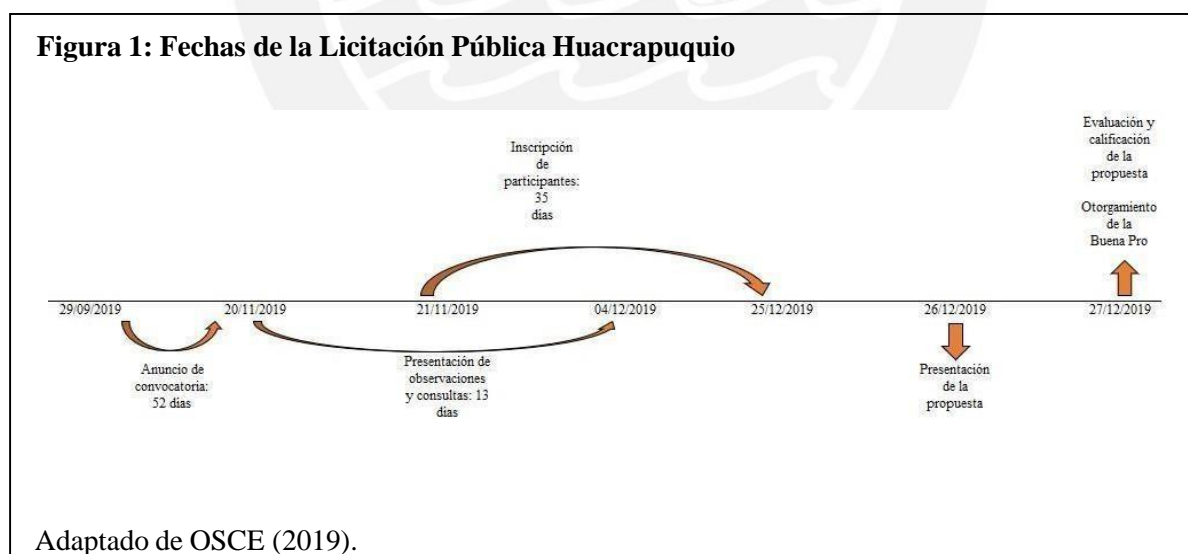 Figura 1: Fechas de la Licitación Pública Huacrapuquio
Evaluación y
calificación
de la
propuesta
Otorgamiento
de la
Buena Pro
Inscripción
de
participantes:
35
días
29/09/2019
20/11/2019
21/11/2019
04/12/2019
25/12/2019
26/12/2019
27/12/2019
Anuncio de
convocatoria:
52 días
Presentación de
observaciones
y consultas: 13
días
Presentación
de la
propuesta
Adaptado de OSCE (2019).